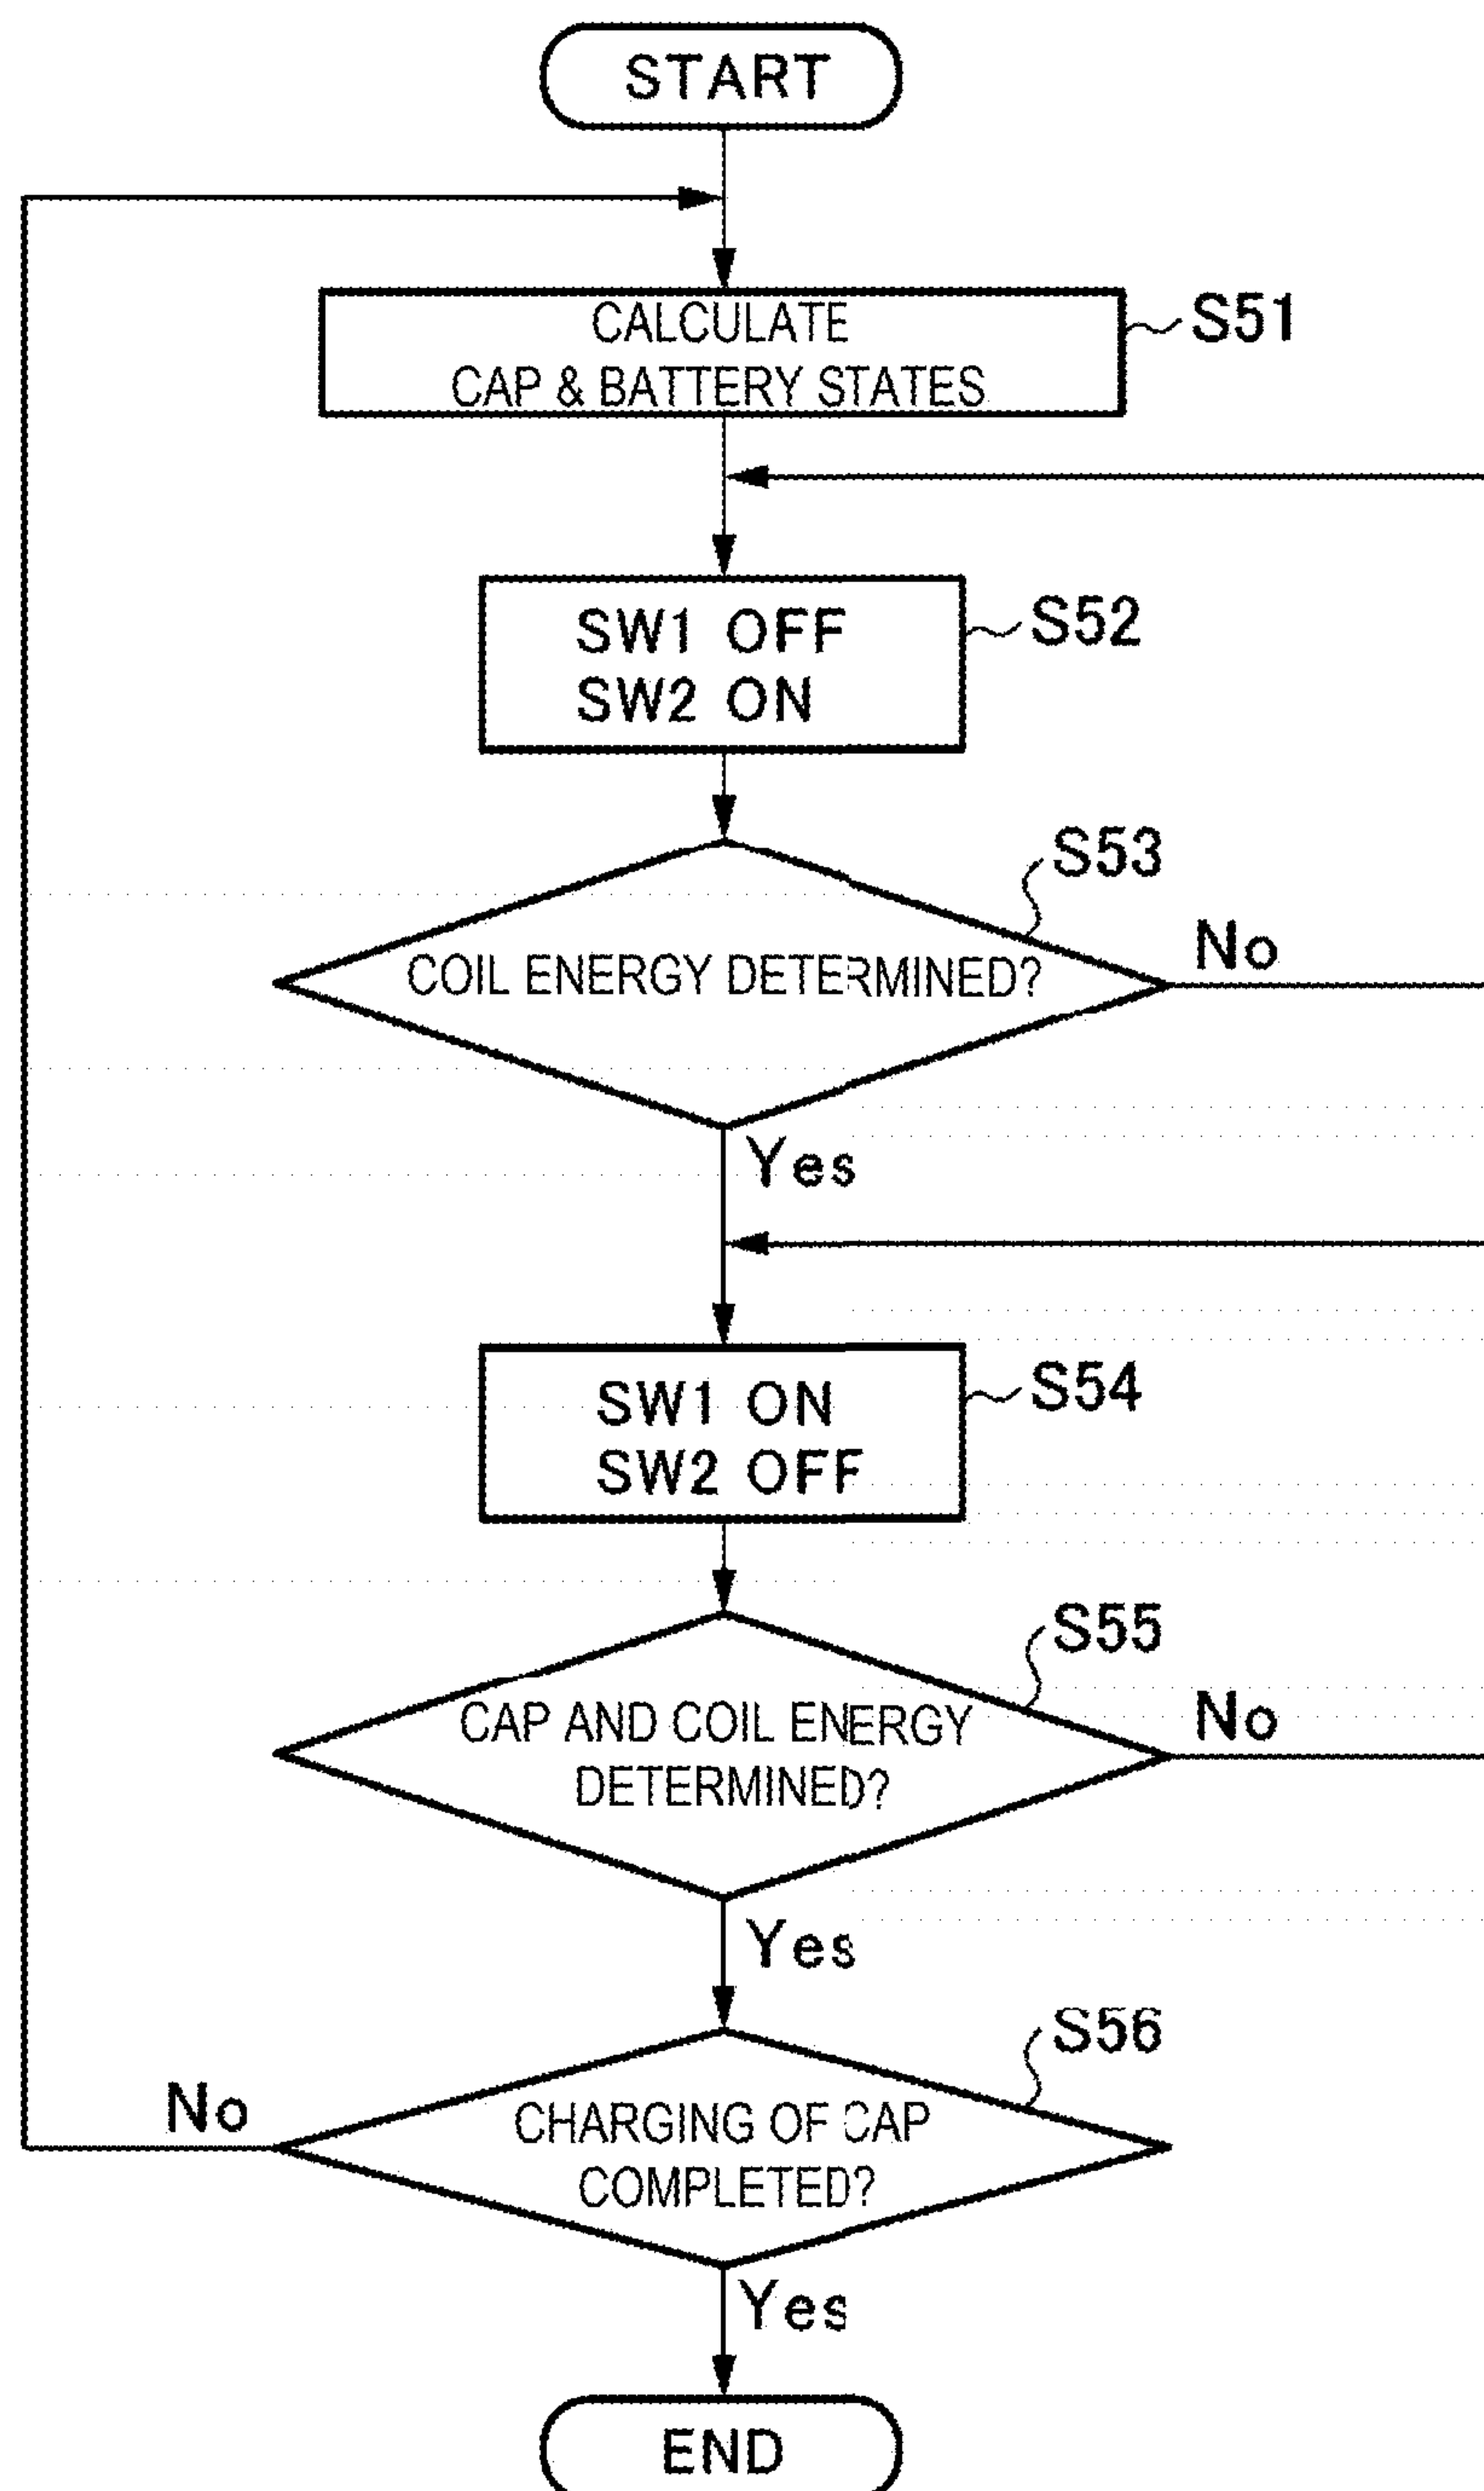 START
CALCULATE
CAP & BATTERY STATES
S51
SW1 OFF
SW2 ON
S52
S53
COIL ENERGY DETERMINED?
No
Yes
SW1 ON
SW2 OFF
S54
S55
CAP AND COIL ENERGY
DETERMINED?
No
Yes
S56
CHARGING OF CAP
COMPLETED?
No
Yes
END